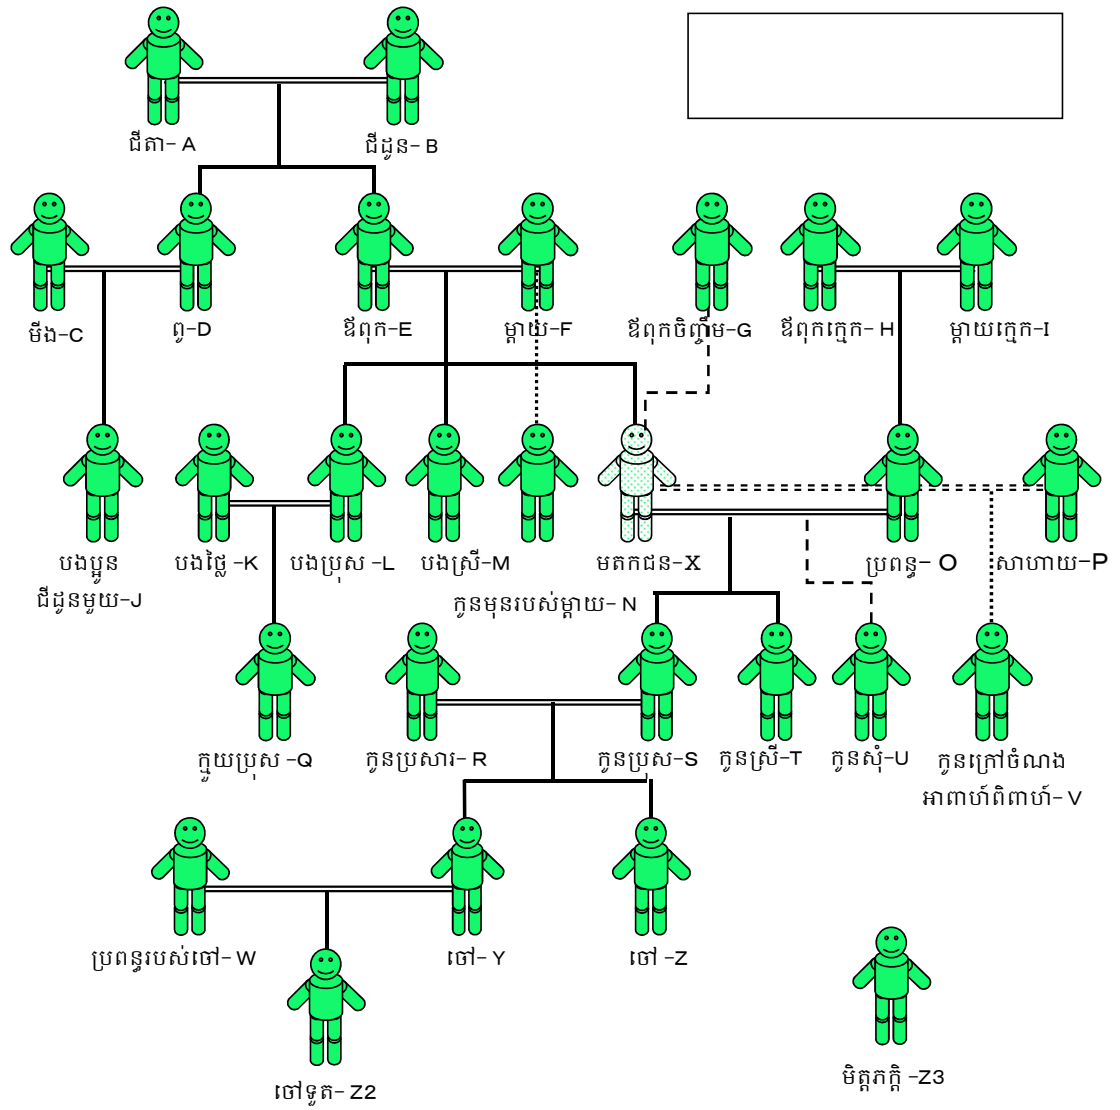 ជីតា– A
ជីដូន– B
មីង–C
ពូ–D
ឪពុក–E
ម្តាយ–F
ឪពុកចិញ្ចឹម–G
ឪពុកក្មេក– H
ម្តាយក្មេក–I
បងប្អូន
ជីដូនមួយ–J
បងថ្លៃ –K
បងប្រុស –L
បងស្រី–M
កូនមុនរបស់ម្តាយ– N
មតកជន–X
ប្រពន្ធ– O
សាហាយ–P
ក្មួយប្រុស –Q
កូនប្រសារ– R
កូនប្រស–S
កូនស្រី–T
កូនសុំ–U
កូនក្រៅចំណង
អាពាហ៍ពិពាហ៍– V
ប្រពន្ធរបស់ចៅ– W
ចៅ– Y
ចៅ –Z
ចៅទួត– Z2
មិត្តភក្តិ –Z3